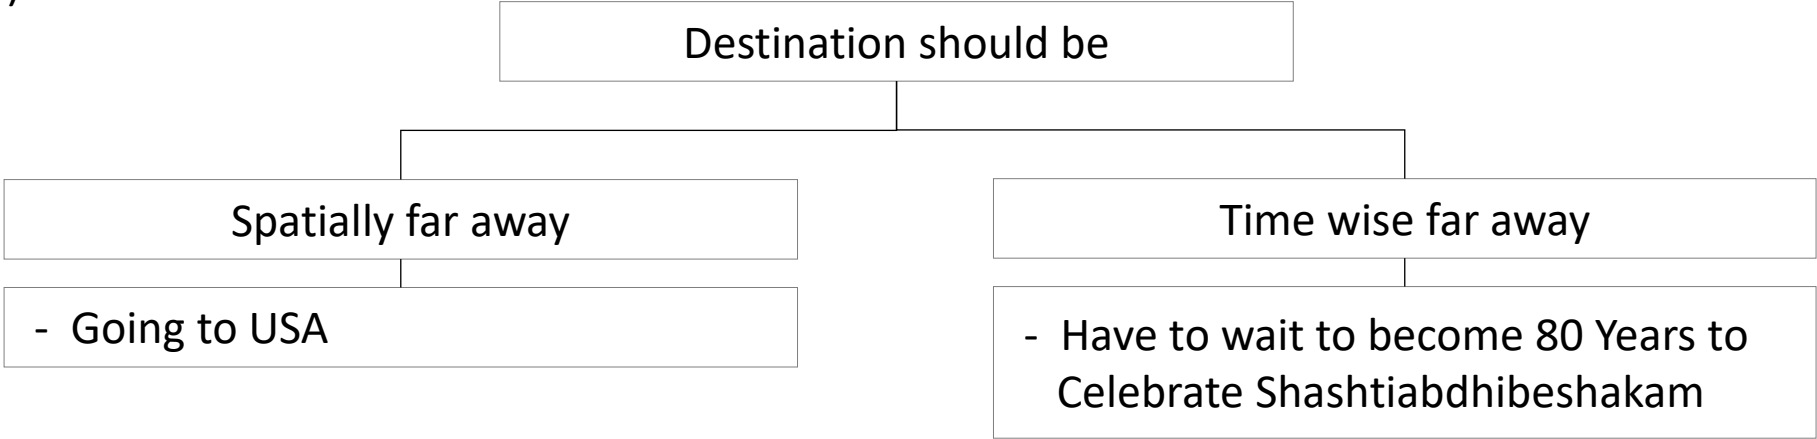 Destination should be
Spatially far away
Time wise far away
- Going to USA
- Have to wait to become 80 Years to
Celebrate Shashtiabdhibeshakam